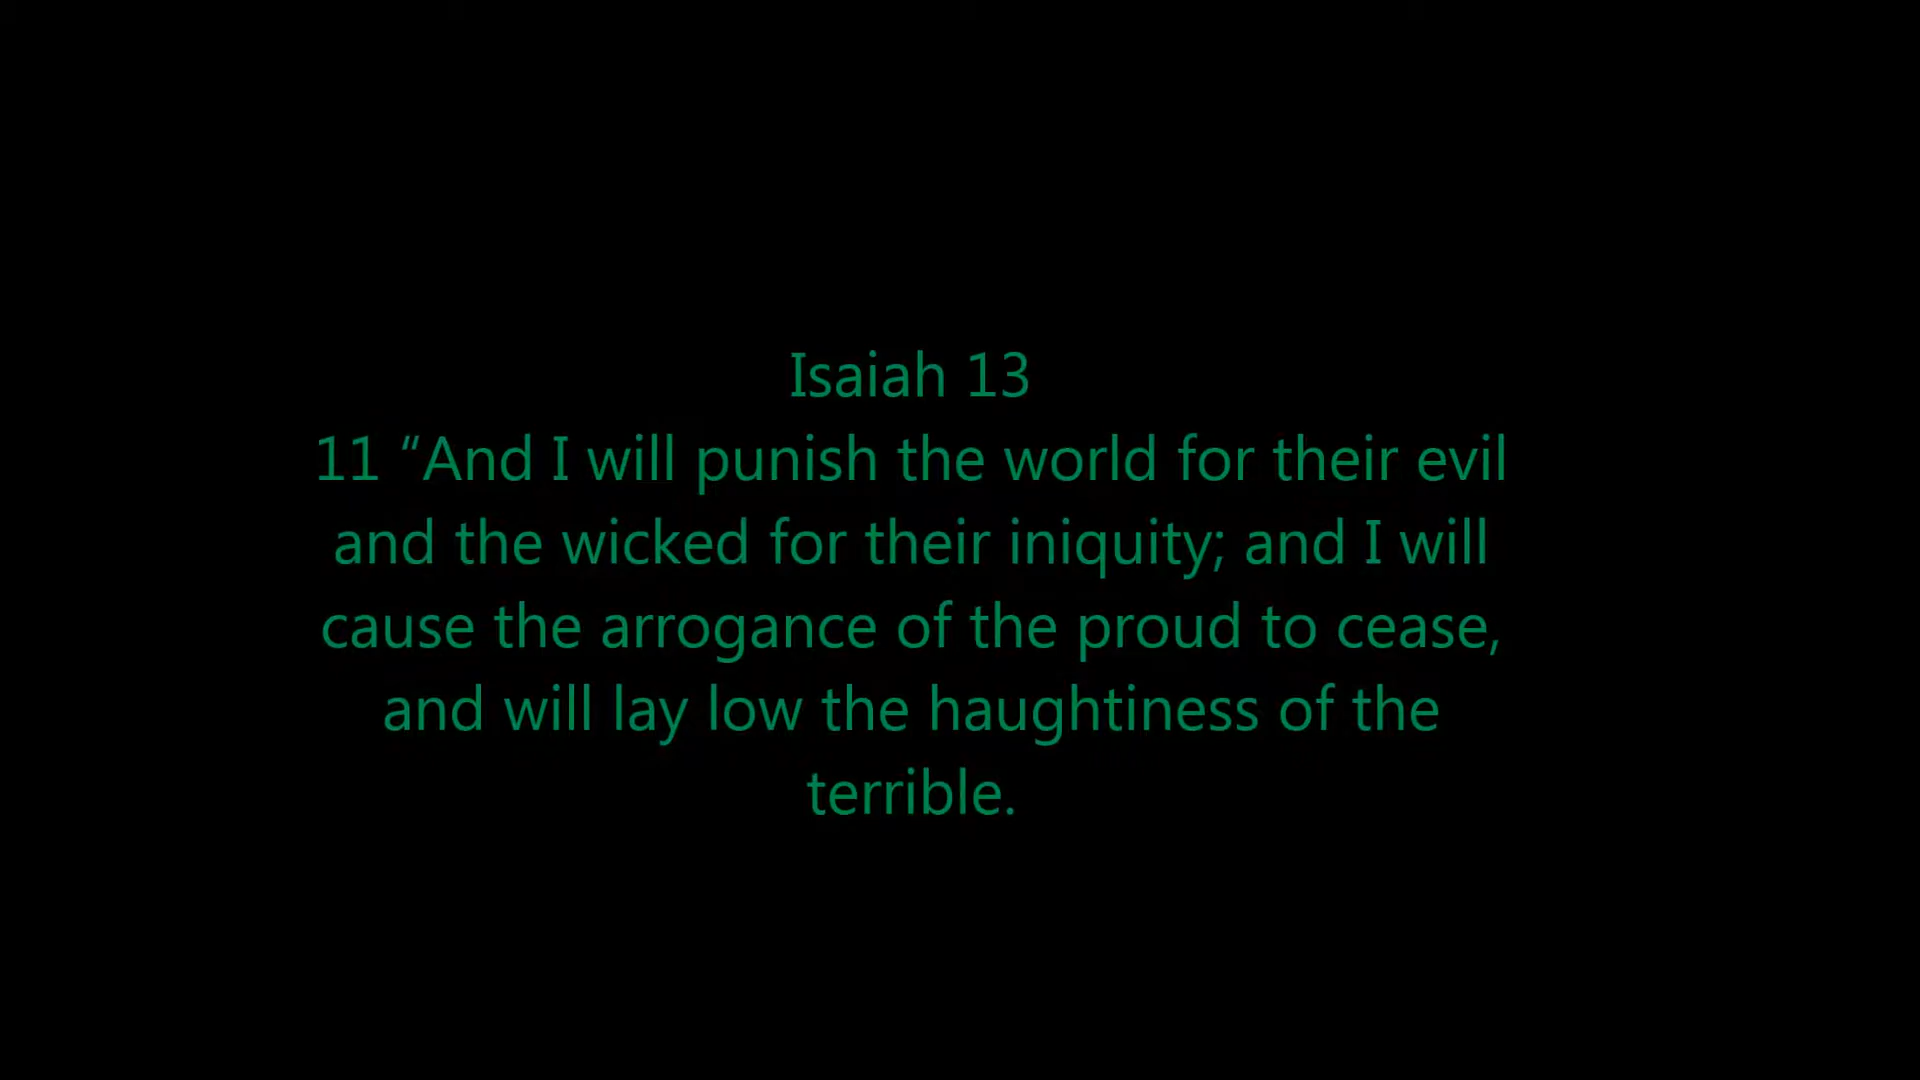 Isaiah 13
11 “And I will punish the world for their evil
and the wicked for their iniquity; and I will
cause the arrogance of the proud to cease,
and will lay low the haughtiness of the
terrible.